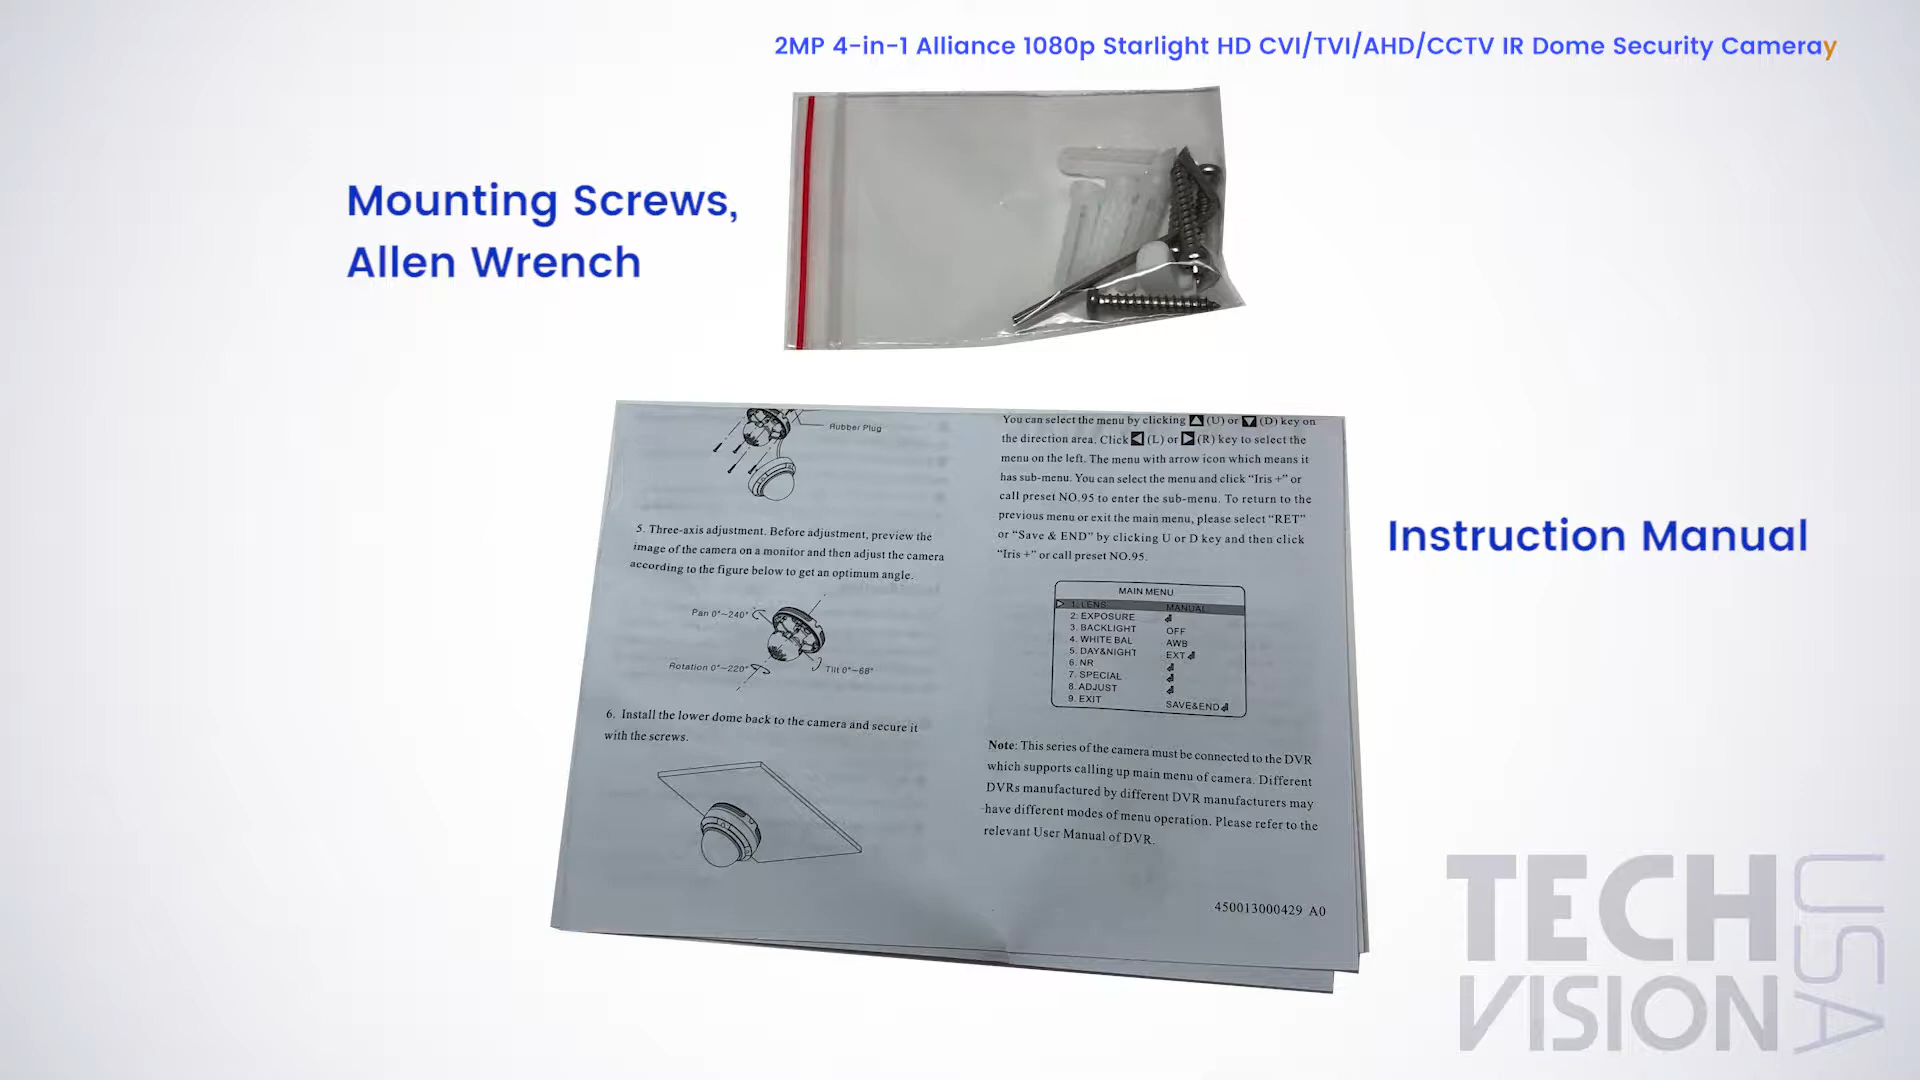 2MP 4-in-1 Alliance 1080p Starlight HD CVI/TVI/AHD/CCTV IR Dome Security Cameray
Mounting Screws,
Allen Wrench
Instruction Manual
Rubber Plug
5. Three-axis adjustment. Before adjustment, preview the
image of the camera on a monitor and then adjust the camera
according to the figure below to get an optimum angle.
Pan 0°~240°
Rotation 0°~220°
Tilt 0°~68°
6. Install the lower dome back to the camera and secure it
with the screws.
You can select the menu by clicking ▲ (U) or ▼ (D) key on
the direction area. Click ◀ (L) or ▶ (R) key to select the
menu on the left. The menu with arrow icon which means it
has sub-menu. You can select the menu and click “Iris +” or
call preset NO.95 to enter the sub-menu. To return to the
previous menu or exit the main menu, please select “RET”
or “Save & END” by clicking U or D key and then click
“Iris +” or call preset NO.95.
MAIN MENU
1. LENS MANUAL
2. EXPOSURE ↲
3. BACKLIGHT OFF
4. WHITE BAL AWB
5. DAY&NIGHT EXT↲
6. NR ↲
7. SPECIAL ↲
8. ADJUST ↲
9. EXIT SAVE&END↲
Note: This series of the camera must be connected to the DVR
which supports calling up main menu of camera. Different
DVRs manufactured by different DVR manufacturers may
have different modes of menu operation. Please refer to the
relevant User Manual of DVR.
450013000429 A0
TECH
VISION
USA